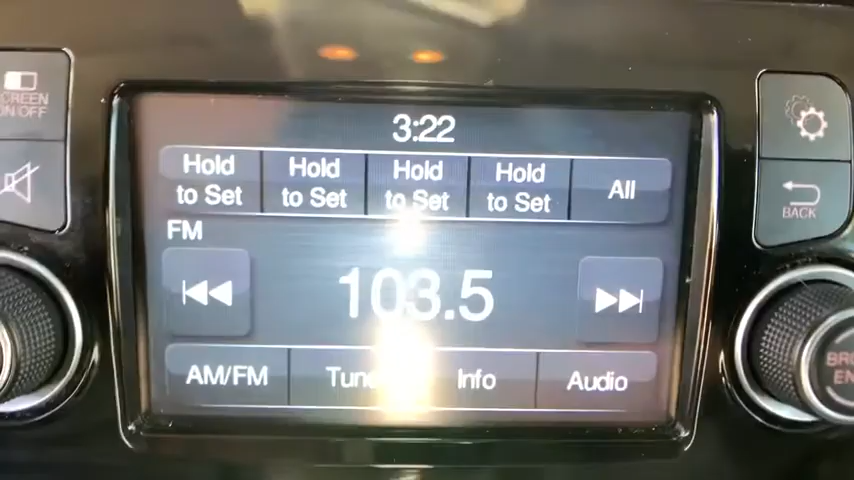 SCREEN
ON/OFF
3:22
Hold to Set
Hold to Set
Hold to Set
Hold to Set
All
FM
103.5
AM/FM
Info
Audio
BACK